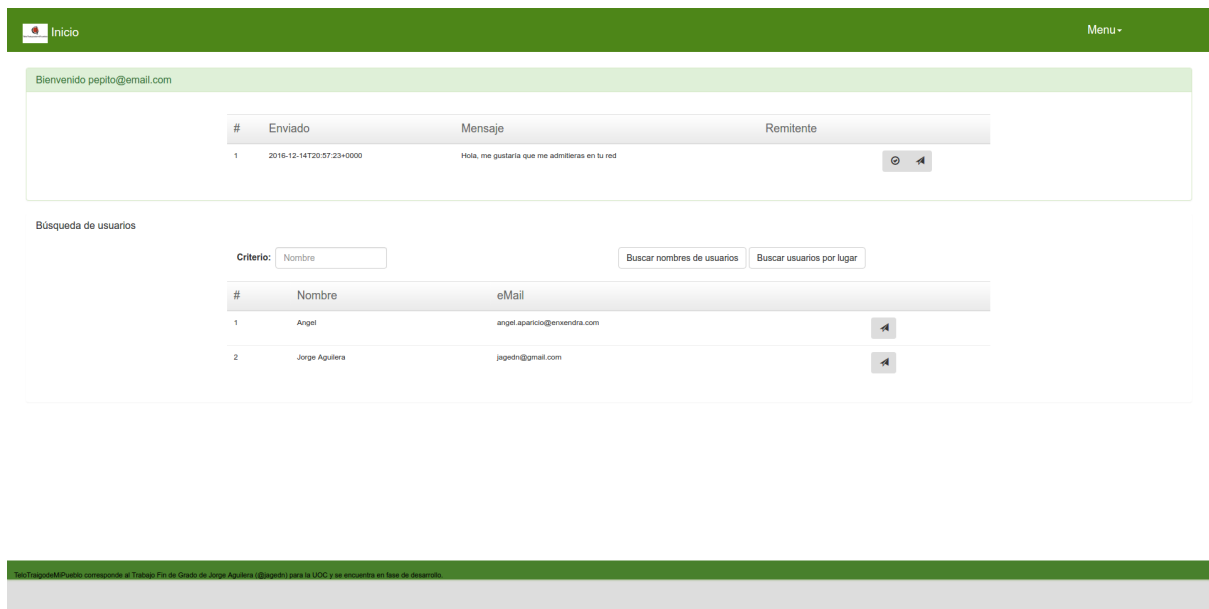 Inicio Menu
Bienvenido pepito@email.com
# Enviado Mensaje Remitente
1 2016-12-14T20:57:23+0000 Hola, me gustaría que me admitieras en tu red
Búsqueda de usuarios
Criterio: Nombre Buscar nombres de usuarios Buscar usuarios por lugar
# Nombre eMail
1 Angel angel.aparicio@enxendra.com
2 Jorge Aguilera jagedn@gmail.com
TeloTraigodeMiPueblo corresponde al Trabajo Fin de Grado de Jorge Aguilera (@jagedn) para la UOC y se encuentra en fase de desarrollo.